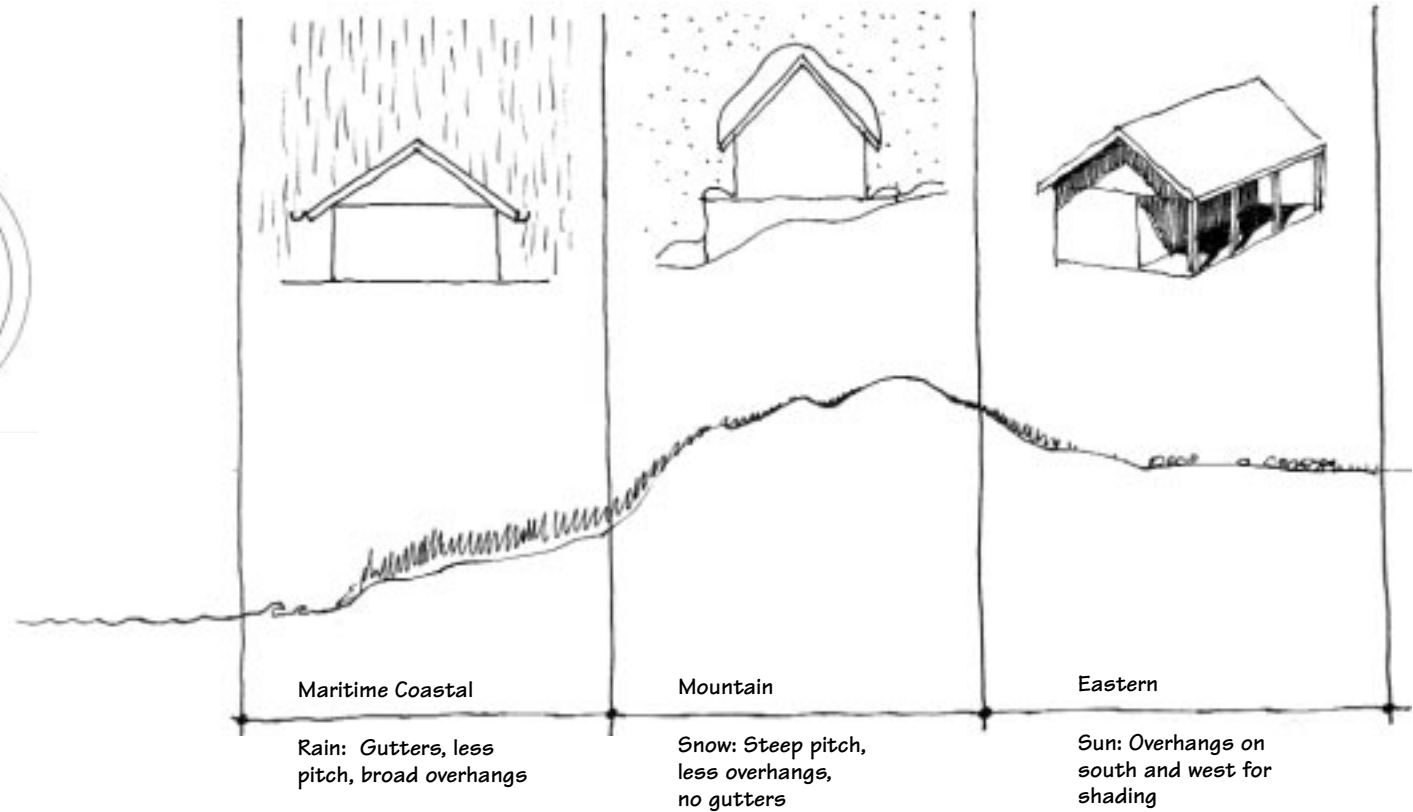 Maritime Coastal
Rain: Gutters, less
pitch, broad overhangs
Mountain
Snow: Steep pitch,
less overhangs,
no gutters
Eastern
Sun: Overhangs on
south and west for
shading